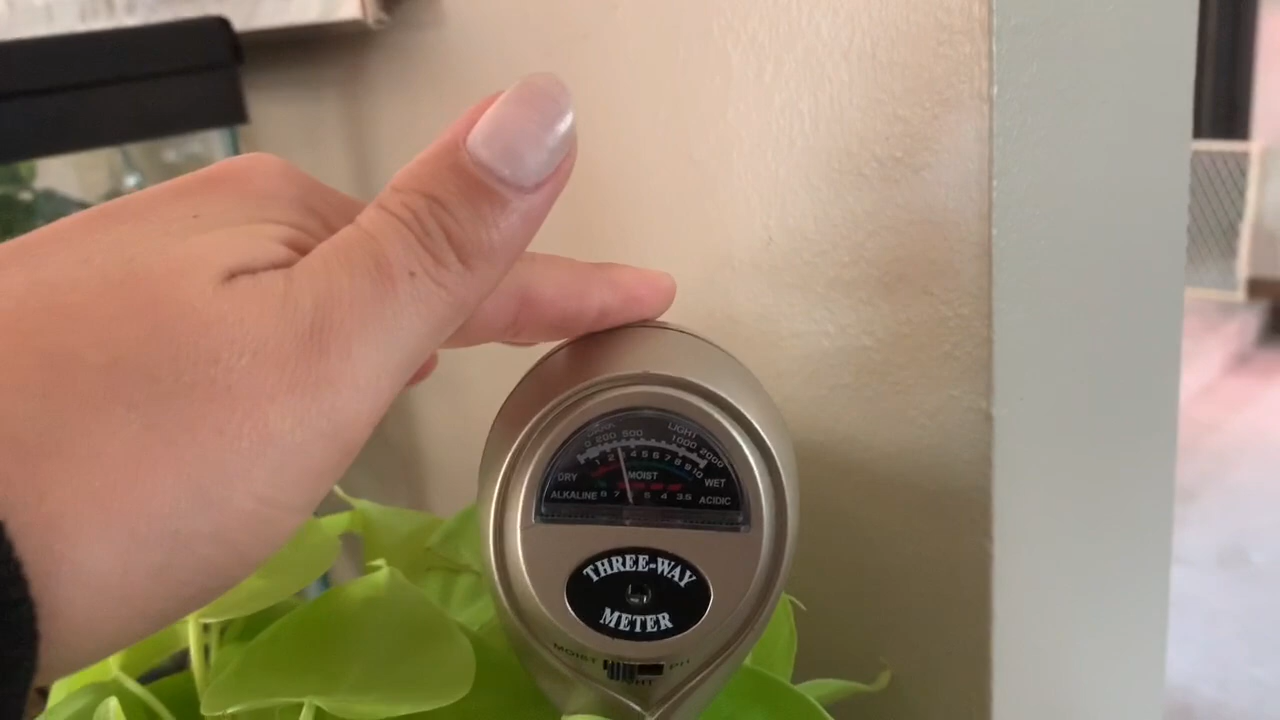 LIGHT
0 200 500 1000 2000
1 2 4 5 6 7 8 9 10
DRY MOIST WET
ALKALINE 8 7 5 4 3.5 ACIDIC
THREE-WAY
METER
MOIST PH